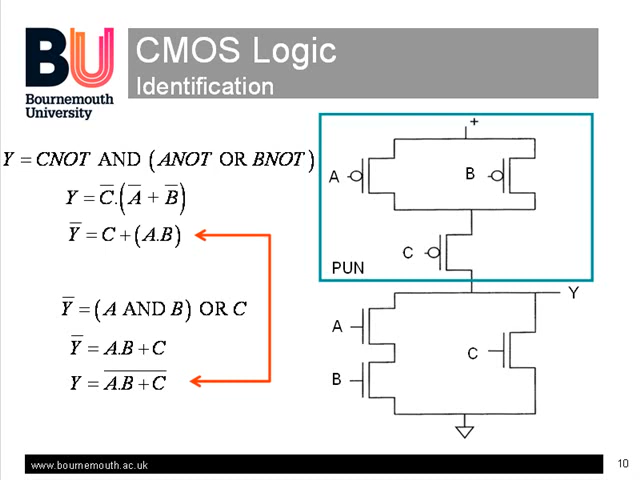 BU
Bournemouth
University
CMOS Logic
Identification
Y = CNOT AND (ANOT OR BNOT)
Y = C̅.(A̅ + B̅)
Y̅ = C + (A.B)
Y̅ = (A AND B) OR C
Y̅ = A.B + C
Y = A̅.̅B̅ ̅+̅ ̅C̅
+
A
B
C
PUN
Y
A
C
B
www.bournemouth.ac.uk
10